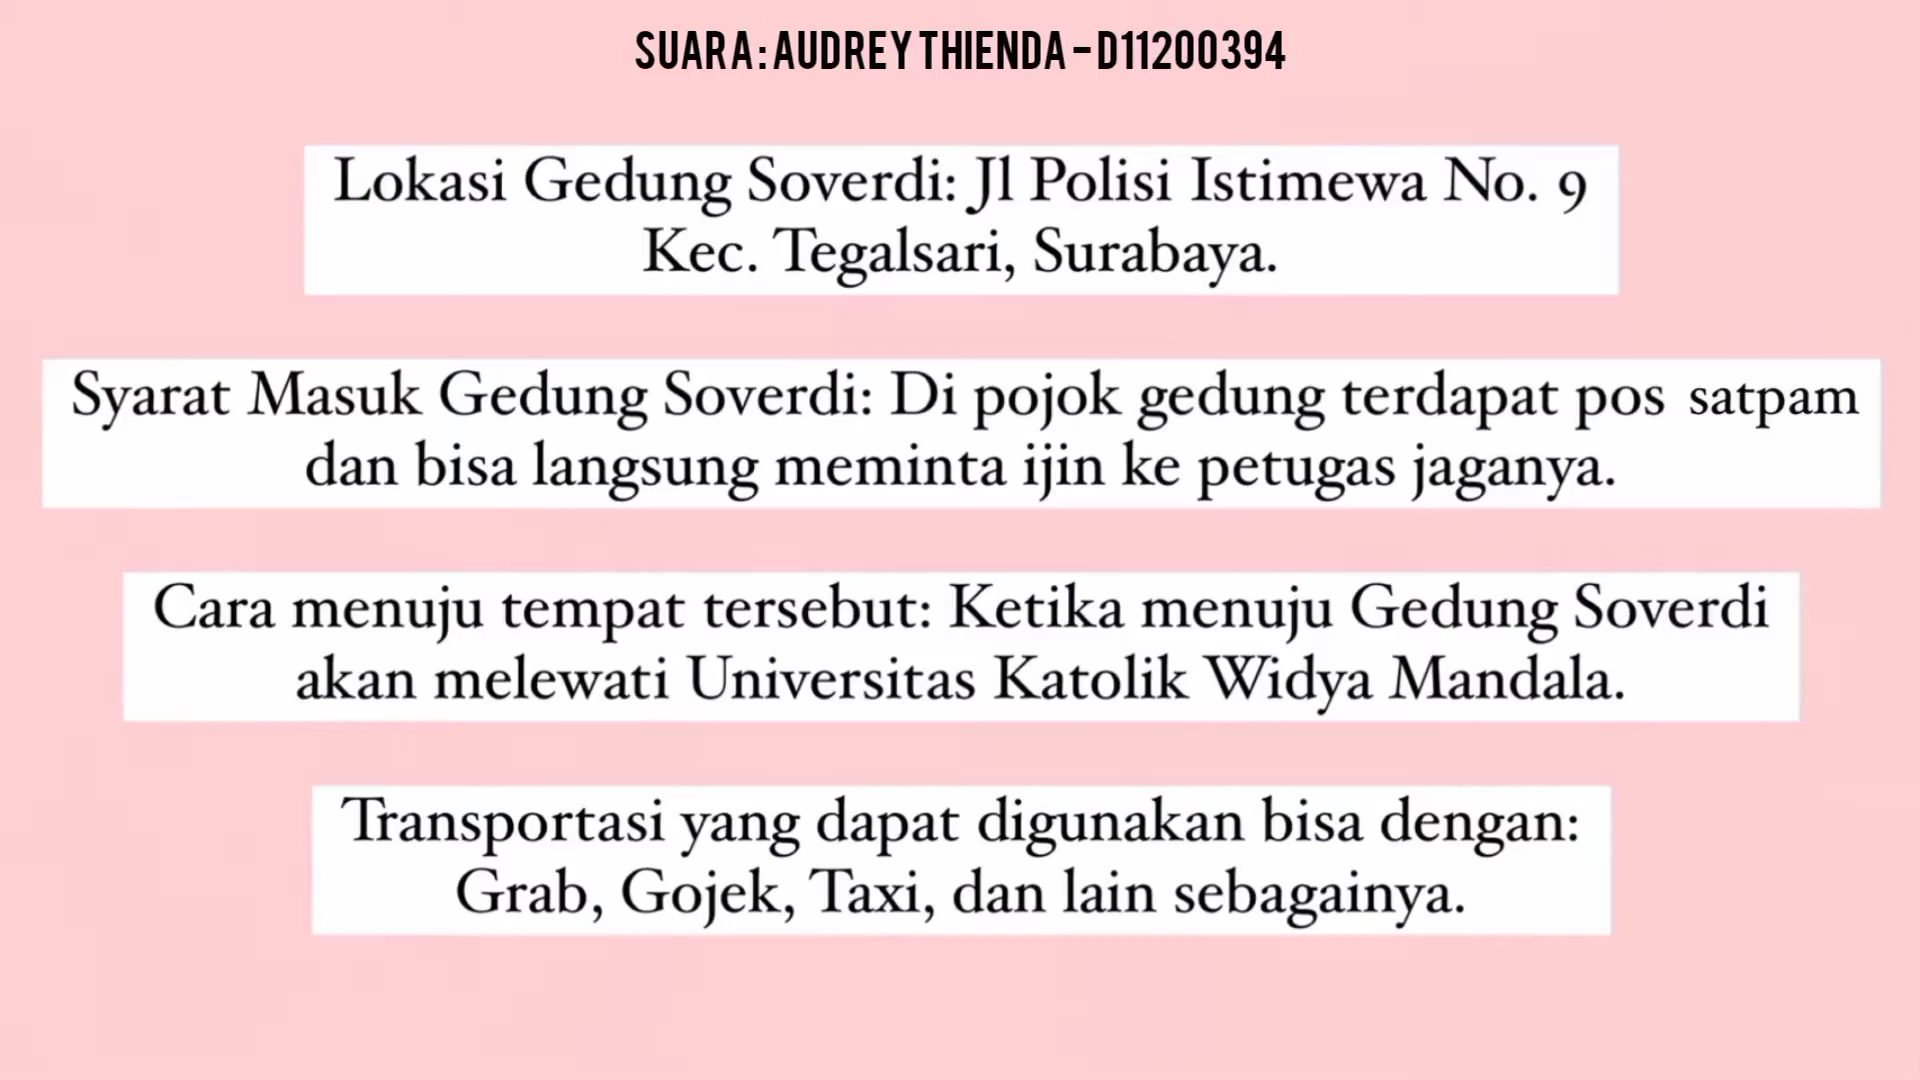 SUARA : AUDREY THIENDA - D11200394
Lokasi Gedung Soverdi: Jl Polisi Istimewa No. 9
Kec. Tegalsari, Surabaya.
Syarat Masuk Gedung Soverdi: Di pojok gedung terdapat pos satpam
dan bisa langsung meminta ijin ke petugas jaganya.
Cara menuju tempat tersebut: Ketika menuju Gedung Soverdi
akan melewati Universitas Katolik Widya Mandala.
Transportasi yang dapat digunakan bisa dengan:
Grab, Gojek, Taxi, dan lain sebagainya.